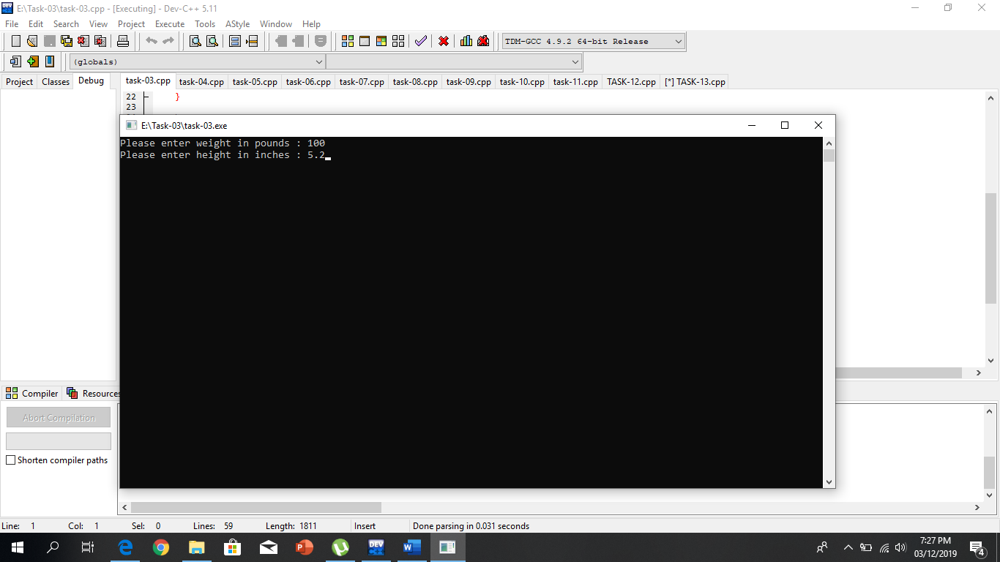 E:\Task-03\task-03.cpp - [Executing] - Dev-C++ 5.11
File Edit Search View Project Execute Tools AStyle Window Help
TDM-GCC 4.9.2 64-bit Release
(globals)
Project Classes Debug
task-03.cpp task-04.cpp task-05.cpp task-06.cpp task-07.cpp task-08.cpp task-09.cpp task-10.cpp task-11.cpp TASK-12.cpp [*] TASK-13.cpp
22 }
23
E:\Task-03\task-03.exe
Please enter weight in pounds : 100
Please enter height in inches : 5.2
Compiler Resources
Abort Compilation
Shorten compiler paths
Line: 1 Col: 1 Sel: 0 Lines: 59 Length: 1811 Insert Done parsing in 0.031 seconds
DEV
7:27 PM
03/12/2019
4